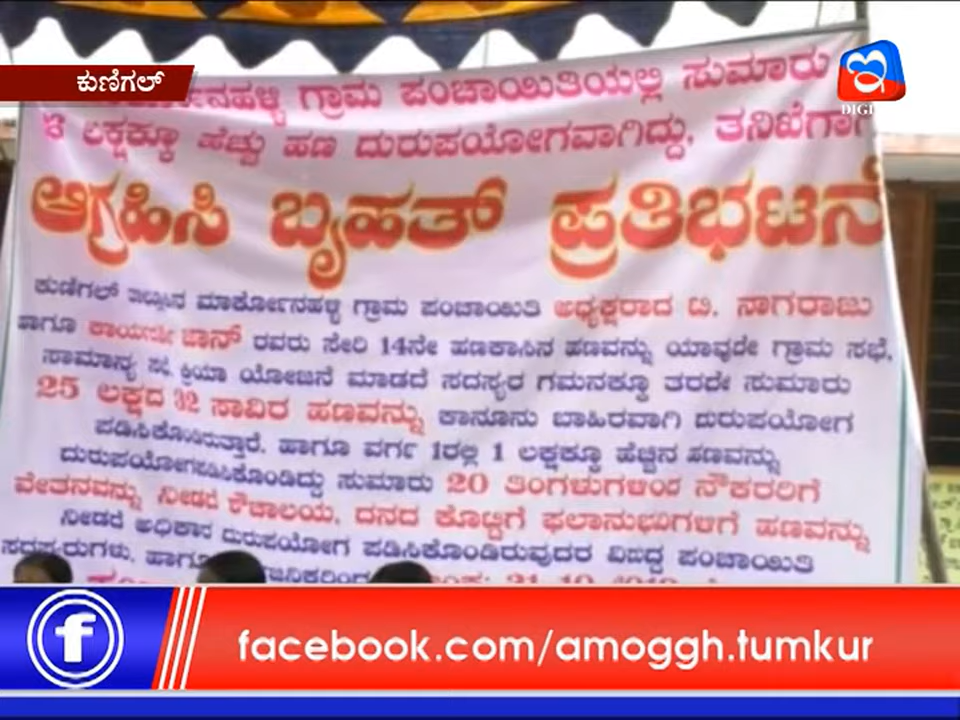 ಕುಣಿಗಲ್
DIGI
ಗ್ರಾಮ ಪಂಚಾಯಿತಿಯಲ್ಲಿ ಸುಮಾರು
ಲಕ್ಷಕ್ಕೂ ಹೆಚ್ಚು ಹಣ ದುರುಪಯೋಗವಾಗಿದ್ದು, ತನಿಖೆಗಾಗಿ
ಆಗ್ರಹಿಸಿ ಬೃಹತ್ ಪ್ರತಿಭಟನೆ
ಕುಣಿಗಲ್ ತಾಲ್ಲೂಕಿನ ಮಾರ್ಕೋನಹಳ್ಳಿ ಗ್ರಾಮ ಪಂಚಾಯಿತಿ ಅಧ್ಯಕ್ಷರಾದ ಟಿ. ನಾಗರಾಜು
ಹಾಗೂ ಕಾರ್ಯದರ್ಶಿ ಜಾನ್ ರವರು ಸೇರಿ 14ನೇ ಹಣಕಾಸಿನ ಹಣವನ್ನು ಯಾವುದೇ ಗ್ರಾಮ ಸಭೆ,
ಸಾಮಾನ್ಯ ಸಭೆ, ಕ್ರಿಯಾ ಯೋಜನೆ ಮಾಡದೆ ಸದಸ್ಯರ ಗಮನಕ್ಕೂ ತರದೇ ಸುಮಾರು
25 ಲಕ್ಷದ 32 ಸಾವಿರ ಹಣವನ್ನು ಕಾನೂನು ಬಾಹಿರವಾಗಿ ದುರುಪಯೋಗ
ಪಡಿಸಿಕೊಂಡಿರುತ್ತಾರೆ. ಹಾಗೂ ವರ್ಗ 1ರಲ್ಲಿ 1 ಲಕ್ಷಕ್ಕೂ ಹೆಚ್ಚಿನ ಹಣವನ್ನು
ದುರುಪಯೋಗಪಡಿಸಿಕೊಂಡಿದ್ದು ಸುಮಾರು 20 ತಿಂಗಳುಗಳಿಂದ ನೌಕರರಿಗೆ
ವೇತನವನ್ನು ನೀಡದೆ ಶೌಚಾಲಯ, ದನದ ಕೊಟ್ಟಿಗೆ ಫಲಾನುಭವಿಗಳಿಗೆ ಹಣವನ್ನು
ನೀಡದೆ ಅಧಿಕಾರ ದುರುಪಯೋಗ ಪಡಿಸಿಕೊಂಡಿರುವುದರ ವಿರುದ್ಧ ಪಂಚಾಯಿತಿ
ಸದಸ್ಯರುಗಳು, ಹಾಗೂ
facebook.com/amoggh.tumkur